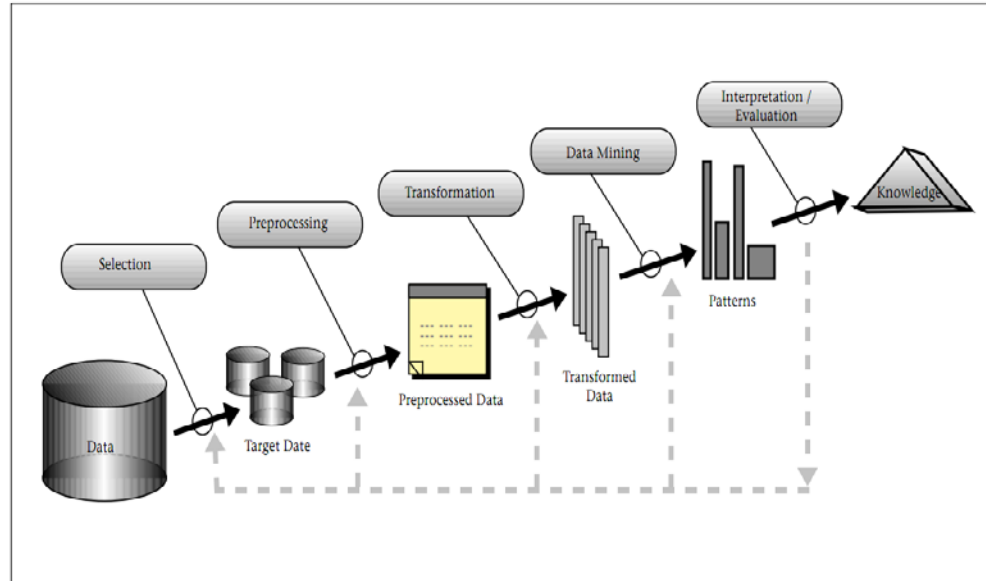 Interpretation /
Evaluation
Data Mining
Transformation
Preprocessing
Selection
Knowledge
Patterns
Transformed
Data
Preprocessed Data
Target Date
Data